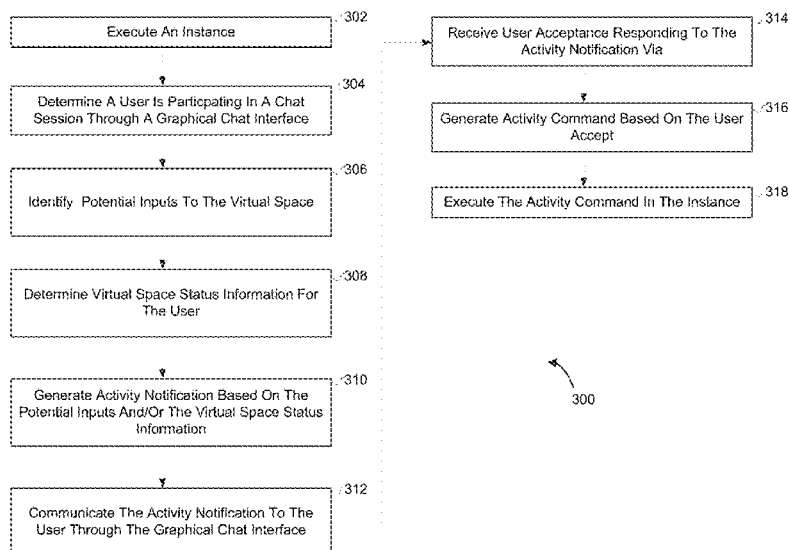 302
Execute An Instance
304
Determine A User Is Particpating In A Chat
Session Through A Graphical Chat Interface
306
Identify Potential Inputs To The Virtual Space
308
Determine Virtual Space Status Information For
The User
310
Generate Activity Notification Based On The
Potential Inputs And/Or The Virtual Space Status
Information
312
Communicate The Activity Notification To The
User Through The Graphical Chat Interface
314
Receive User Acceptance Responding To The
Activity Notification Via
316
Generate Activity Command Based On The User
Accept
318
Execute The Activity Command In The Instance
300